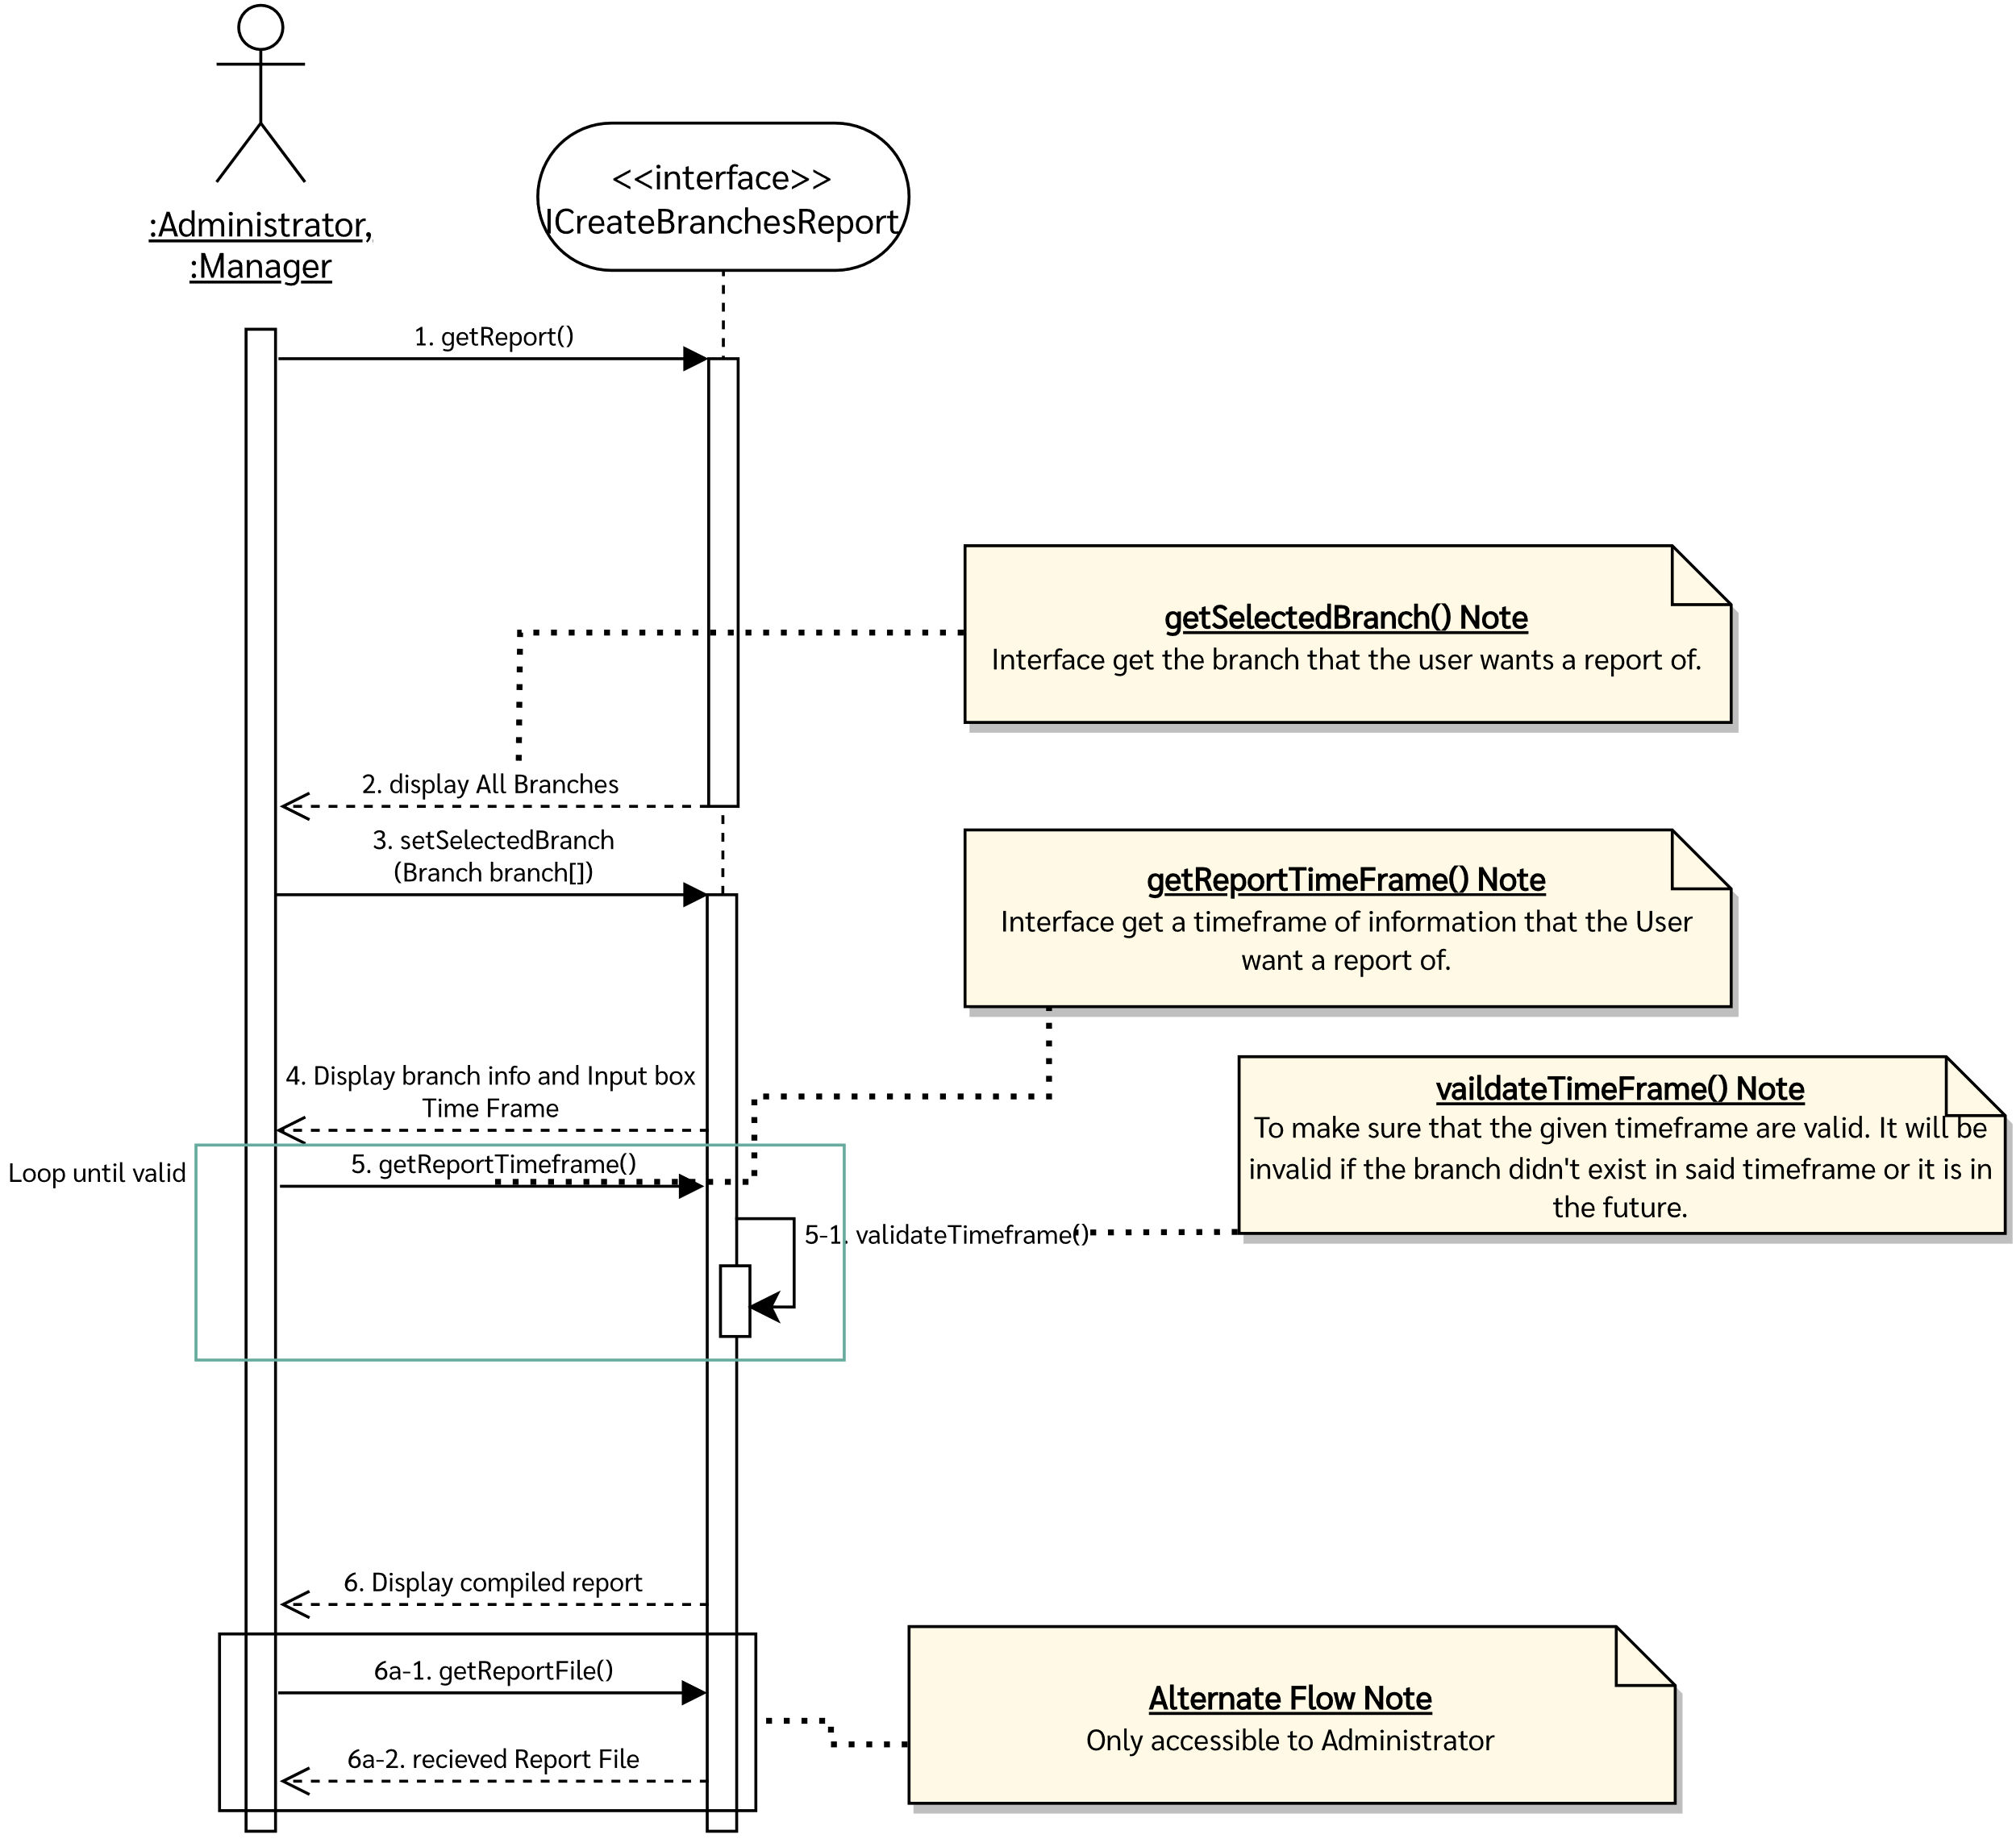 :Administrator,
:Manager
<<interface>>
ICreateBranchesReport
1. getReport()
getSelectedBranch() Note
Interface get the branch that the user wants a report of.
2. display All Branches
3. setSelectedBranch
(Branch branch[])
getReportTimeFrame() Note
Interface get a timeframe of information that the User
want a report of.
4. Display branch info and Input box
Time Frame
vaildateTimeFrame() Note
To make sure that the given timeframe are valid. It will be
invalid if the branch didn't exist in said timeframe or it is in
the future.
Loop until valid
5. getReportTimeframe()
5-1. validateTimeframe()
6. Display compiled report
6a-1. getReportFile()
Alternate Flow Note
Only accessible to Administrator
6a-2. recieved Report File